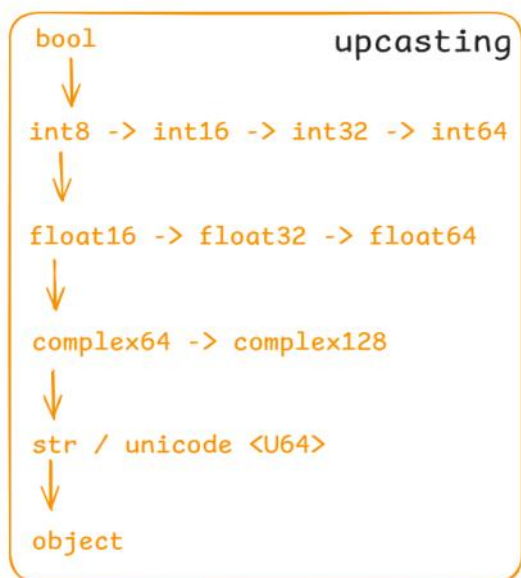 bool
upcasting
int8 -> int16 -> int32 -> int64
float16 -> float32 -> float64
complex64 -> complex128
str / unicode <U64>
object